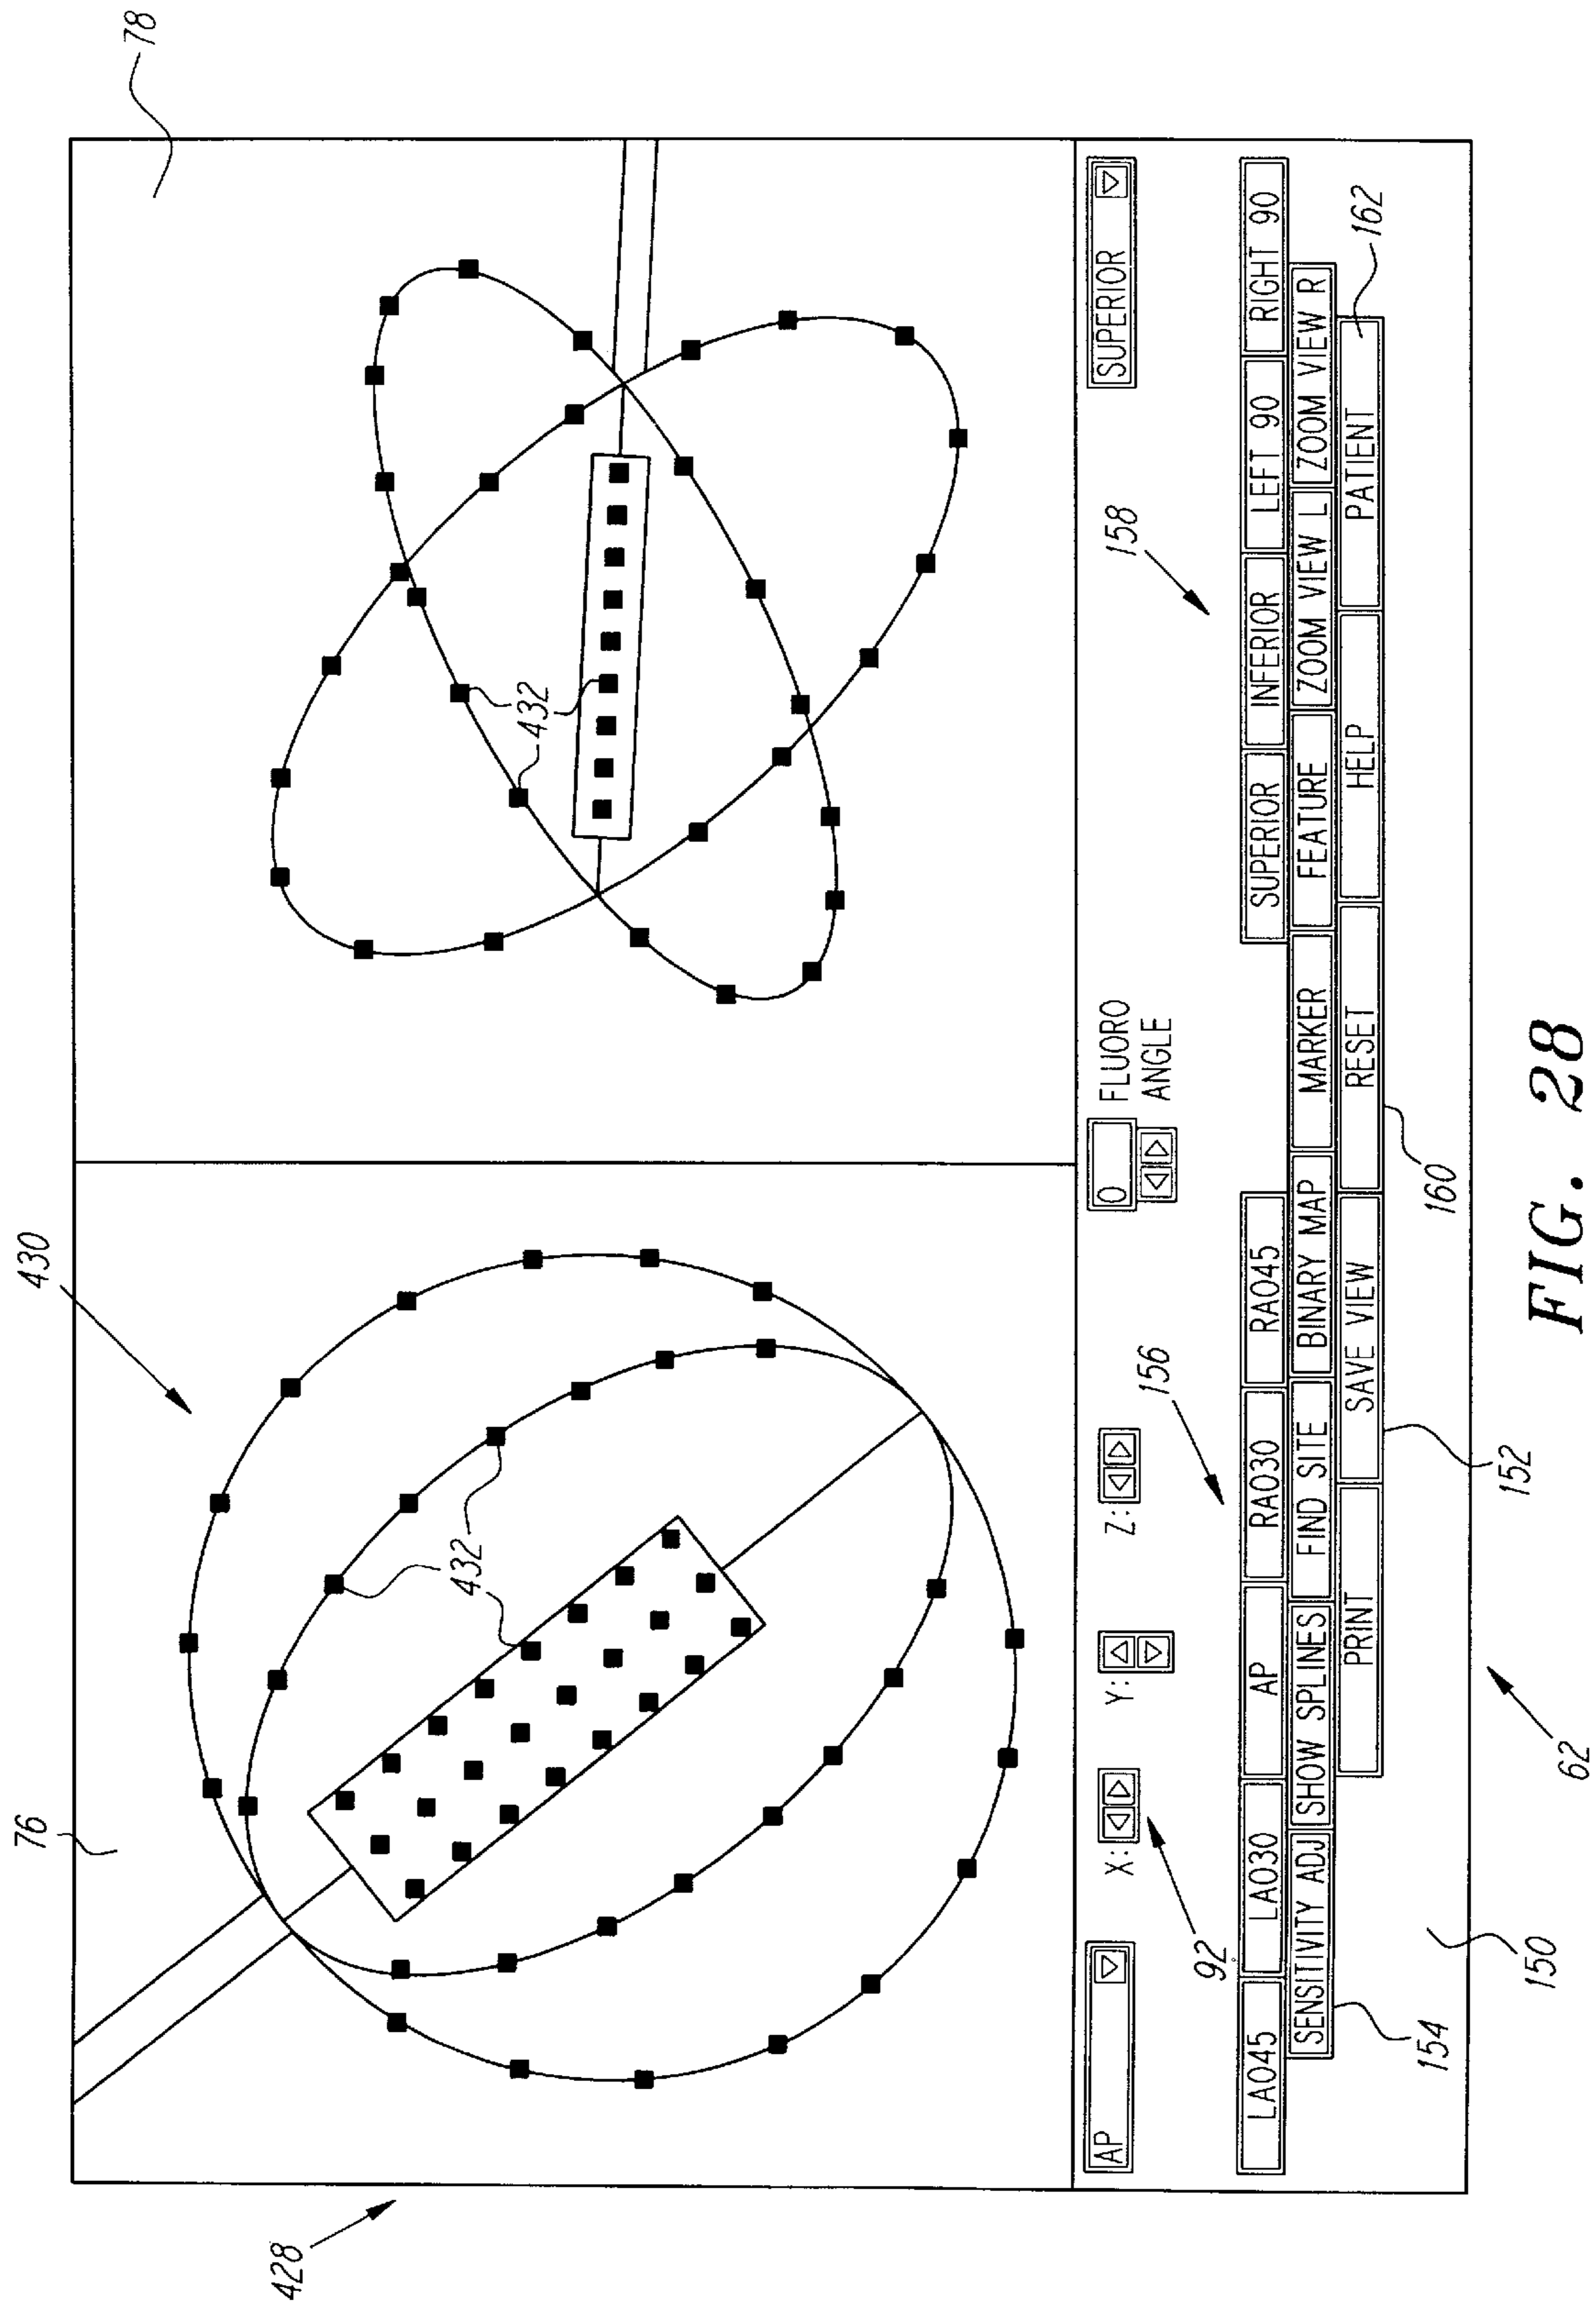 78
430
76
432
432
428
AP
X:
Y:
Z:
0
FLUORO
ANGLE
SUPERIOR
92
156
158
LAO45
LAO30
AP
RAO30
RAO45
SUPERIOR
INFERIOR
LEFT 90
RIGHT 90
SENSITIVITY ADJ
SHOW SPLINES
FIND SITE
BINARY MAP
MARKER
FEATURE
ZOOM VIEW L
ZOOM VIEW R
PRINT
SAVE VIEW
RESET
HELP
PATIENT
154
150
62
152
160
162
FIG. 28